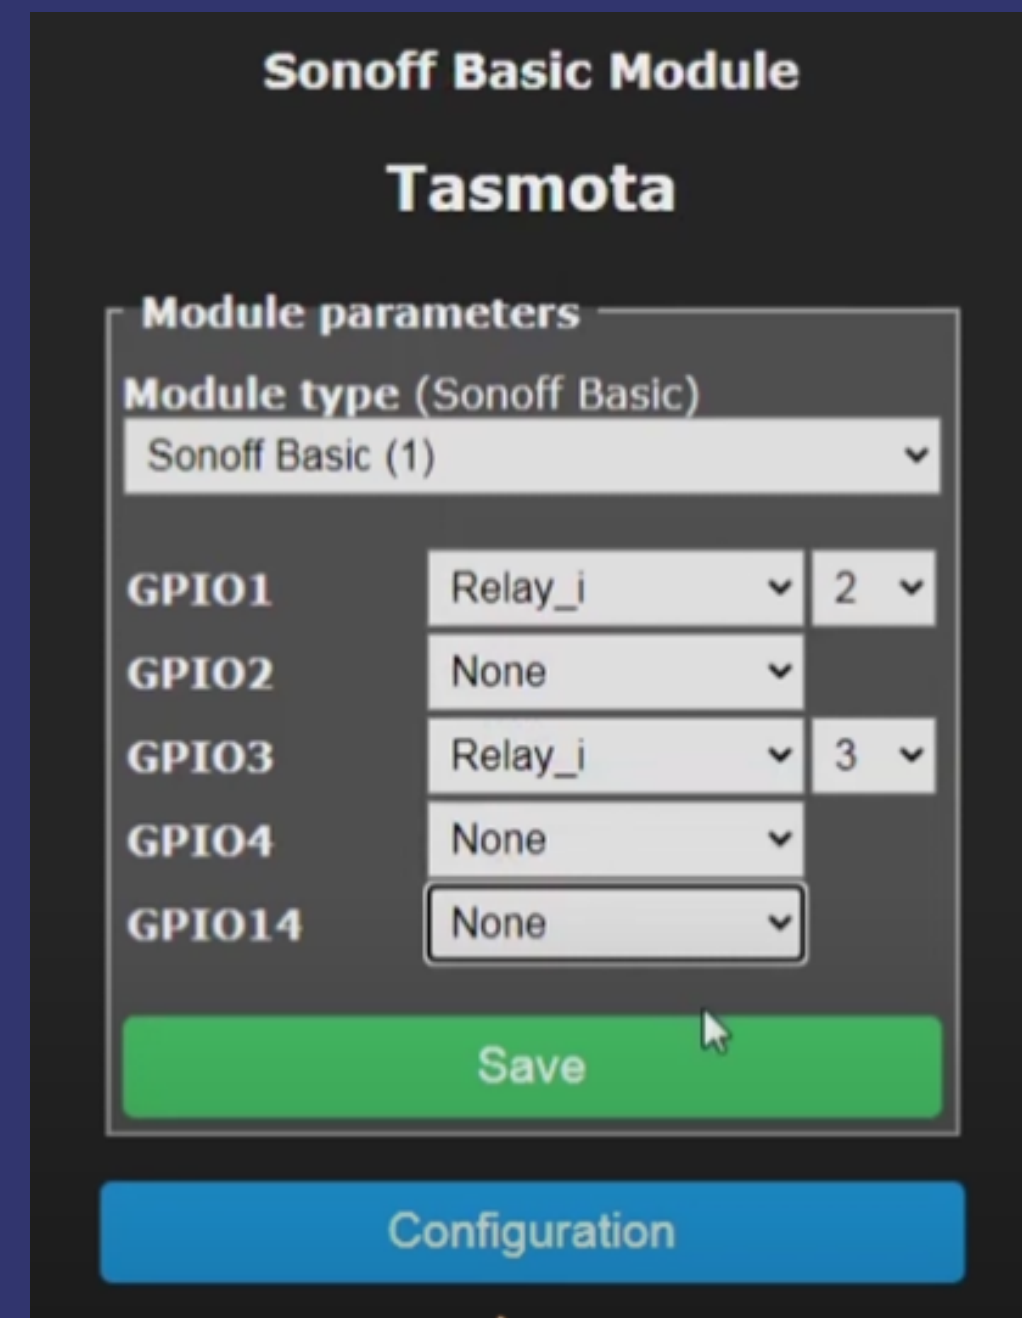 Sonoff Basic Module
Tasmota
Module parameters
Module type (Sonoff Basic)
Sonoff Basic (1)
GPIO1 Relay_i 2
GPIO2 None
GPIO3 Relay_i 3
GPIO4 None
GPIO14 None
Save
Configuration